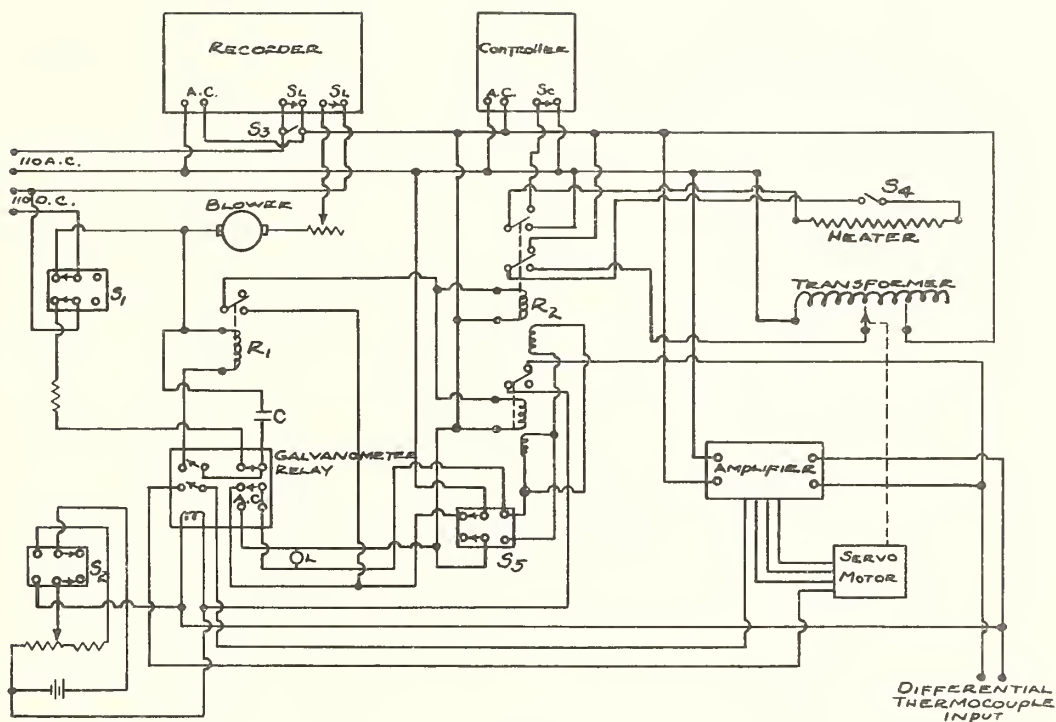 RECORDER
A.C.
SL
SL
S3
CONTROLLER
A.C.
SC
110 A.C.
110 D.C.
BLOWER
S1
R1
C
R2
S4
HEATER
TRANSFORMER
GALVANOMETER
RELAY
A.C.
L
S5
S2
AMPLIFIER
SERVO
MOTOR
DIFFERENTIAL
THERMOCOUPLE
INPUT